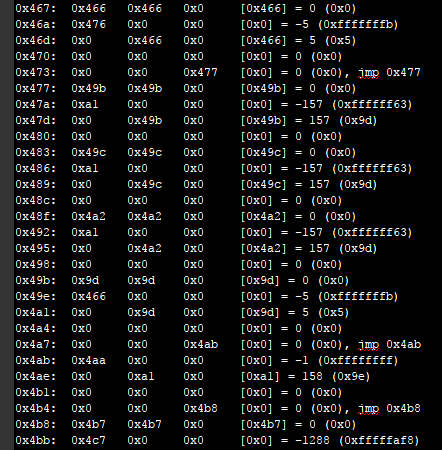 0x467: 0x466 0x466 0x0 [0x466] = 0 (0x0)
0x46a: 0x476 0x0 0x0 [0x0] = -5 (0xfffffffb)
0x46d: 0x0 0x466 0x0 [0x466] = 5 (0x5)
0x470: 0x0 0x0 0x0 [0x0] = 0 (0x0)
0x473: 0x0 0x0 0x477 [0x0] = 0 (0x0), jmp 0x477
0x477: 0x49b 0x49b 0x0 [0x49b] = 0 (0x0)
0x47a: 0xa1 0x0 0x0 [0x0] = -157 (0xffffff63)
0x47d: 0x0 0x49b 0x0 [0x49b] = 157 (0x9d)
0x480: 0x0 0x0 0x0 [0x0] = 0 (0x0)
0x483: 0x49c 0x49c 0x0 [0x49c] = 0 (0x0)
0x486: 0xa1 0x0 0x0 [0x0] = -157 (0xffffff63)
0x489: 0x0 0x49c 0x0 [0x49c] = 157 (0x9d)
0x48c: 0x0 0x0 0x0 [0x0] = 0 (0x0)
0x48f: 0x4a2 0x4a2 0x0 [0x4a2] = 0 (0x0)
0x492: 0xa1 0x0 0x0 [0x0] = -157 (0xffffff63)
0x495: 0x0 0x4a2 0x0 [0x4a2] = 157 (0x9d)
0x498: 0x0 0x0 0x0 [0x0] = 0 (0x0)
0x49b: 0x9d 0x9d 0x0 [0x9d] = 0 (0x0)
0x49e: 0x466 0x0 0x0 [0x0] = -5 (0xfffffffb)
0x4a1: 0x0 0x9d 0x0 [0x9d] = 5 (0x5)
0x4a4: 0x0 0x0 0x0 [0x0] = 0 (0x0)
0x4a7: 0x0 0x0 0x4ab [0x0] = 0 (0x0), jmp 0x4ab
0x4ab: 0x4aa 0x0 0x0 [0x0] = -1 (0xffffffff)
0x4ae: 0x0 0xa1 0x0 [0xa1] = 158 (0x9e)
0x4b1: 0x0 0x0 0x0 [0x0] = 0 (0x0)
0x4b4: 0x0 0x0 0x4b8 [0x0] = 0 (0x0), jmp 0x4b8
0x4b8: 0x4b7 0x4b7 0x0 [0x4b7] = 0 (0x0)
0x4bb: 0x4c7 0x0 0x0 [0x0] = -1288 (0xfffffaf8)